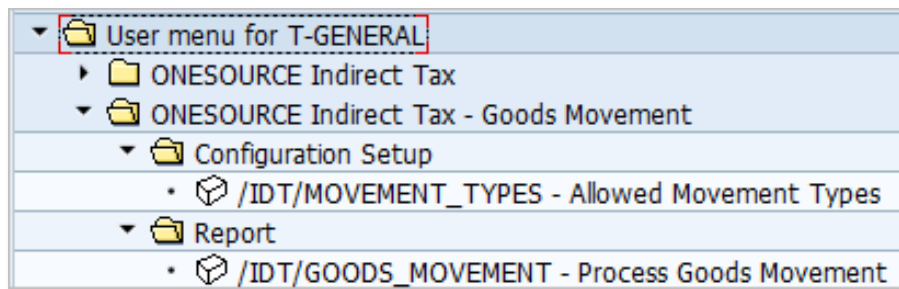 User menu for T-GENERAL
ONESOURCE Indirect Tax
ONESOURCE Indirect Tax - Goods Movement
Configuration Setup
/IDT/MOVEMENT_TYPES - Allowed Movement Types
Report
/IDT/GOODS_MOVEMENT - Process Goods Movement